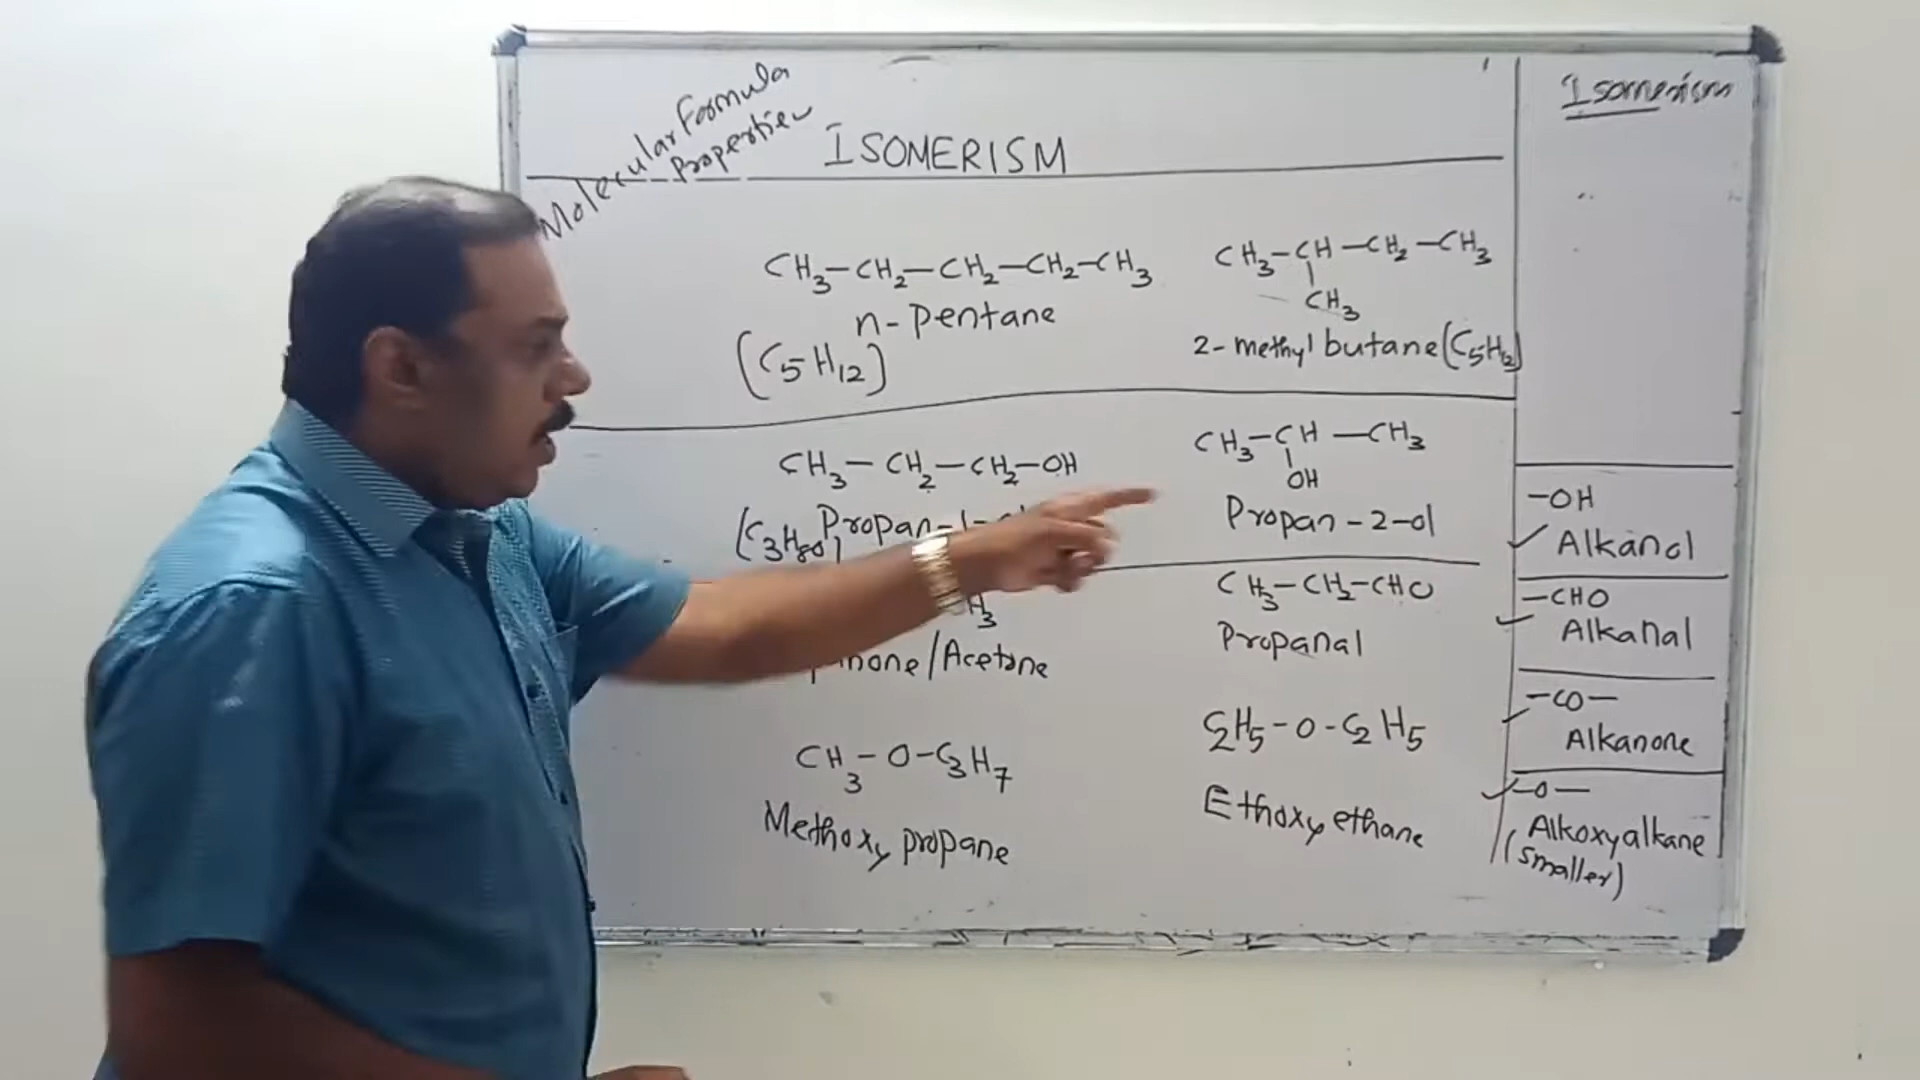 Molecular Formula
Properties
ISOMERISM
CH3-CH2-CH2-CH2-CH3
n-Pentane
(C5H12)
CH3-CH-CH2-CH3
CH3
2-methyl butane (C5H12)
CH3-CH2-CH2-OH
Propan-1-ol
(C3H8O)
CH3-CH-CH3
OH
Propan-2-ol
H3
none/Acetone
CH3-CH2-CHO
Propanal
CH3-O-C3H7
Methoxy propane
C2H5-O-C2H5
Ethoxy ethane
Isomerism
-OH
Alkanol
-CHO
Alkanal
-CO-
Alkanone
-O-
Alkoxyalkane
(smaller)